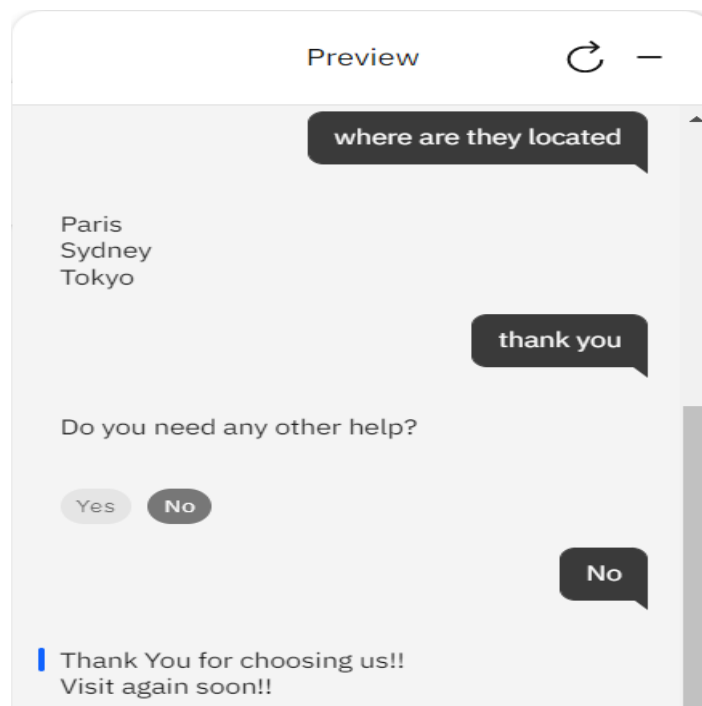 Preview
where are they located
Paris
Sydney
Tokyo
thank you
Do you need any other help?
Yes No
No
Thank You for choosing us!!
Visit again soon!!